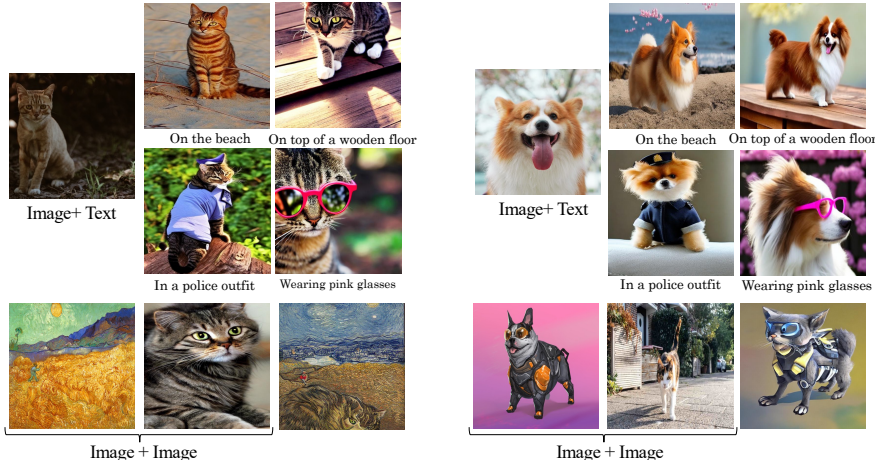 On the beach
On top of a wooden floor
Image+ Text
In a police outfit
Wearing pink glasses
Image + Image
On the beach
On top of a wooden floor
Image+ Text
In a police outfit
Wearing pink glasses
Image + Image